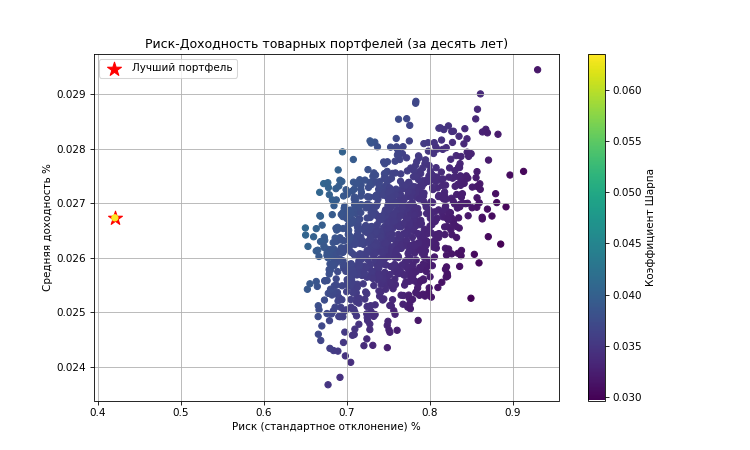 Риск-Доходность товарных портфелей (за десять лет)
Лучший портфель
Средняя доходность %
0.029
0.028
0.027
0.026
0.025
0.024
0.4 0.5 0.6 0.7 0.8 0.9
Риск (стандартное отклонение) %
0.060
0.055
0.050
0.045
0.040
0.035
0.030
Коэффициент Шарпа